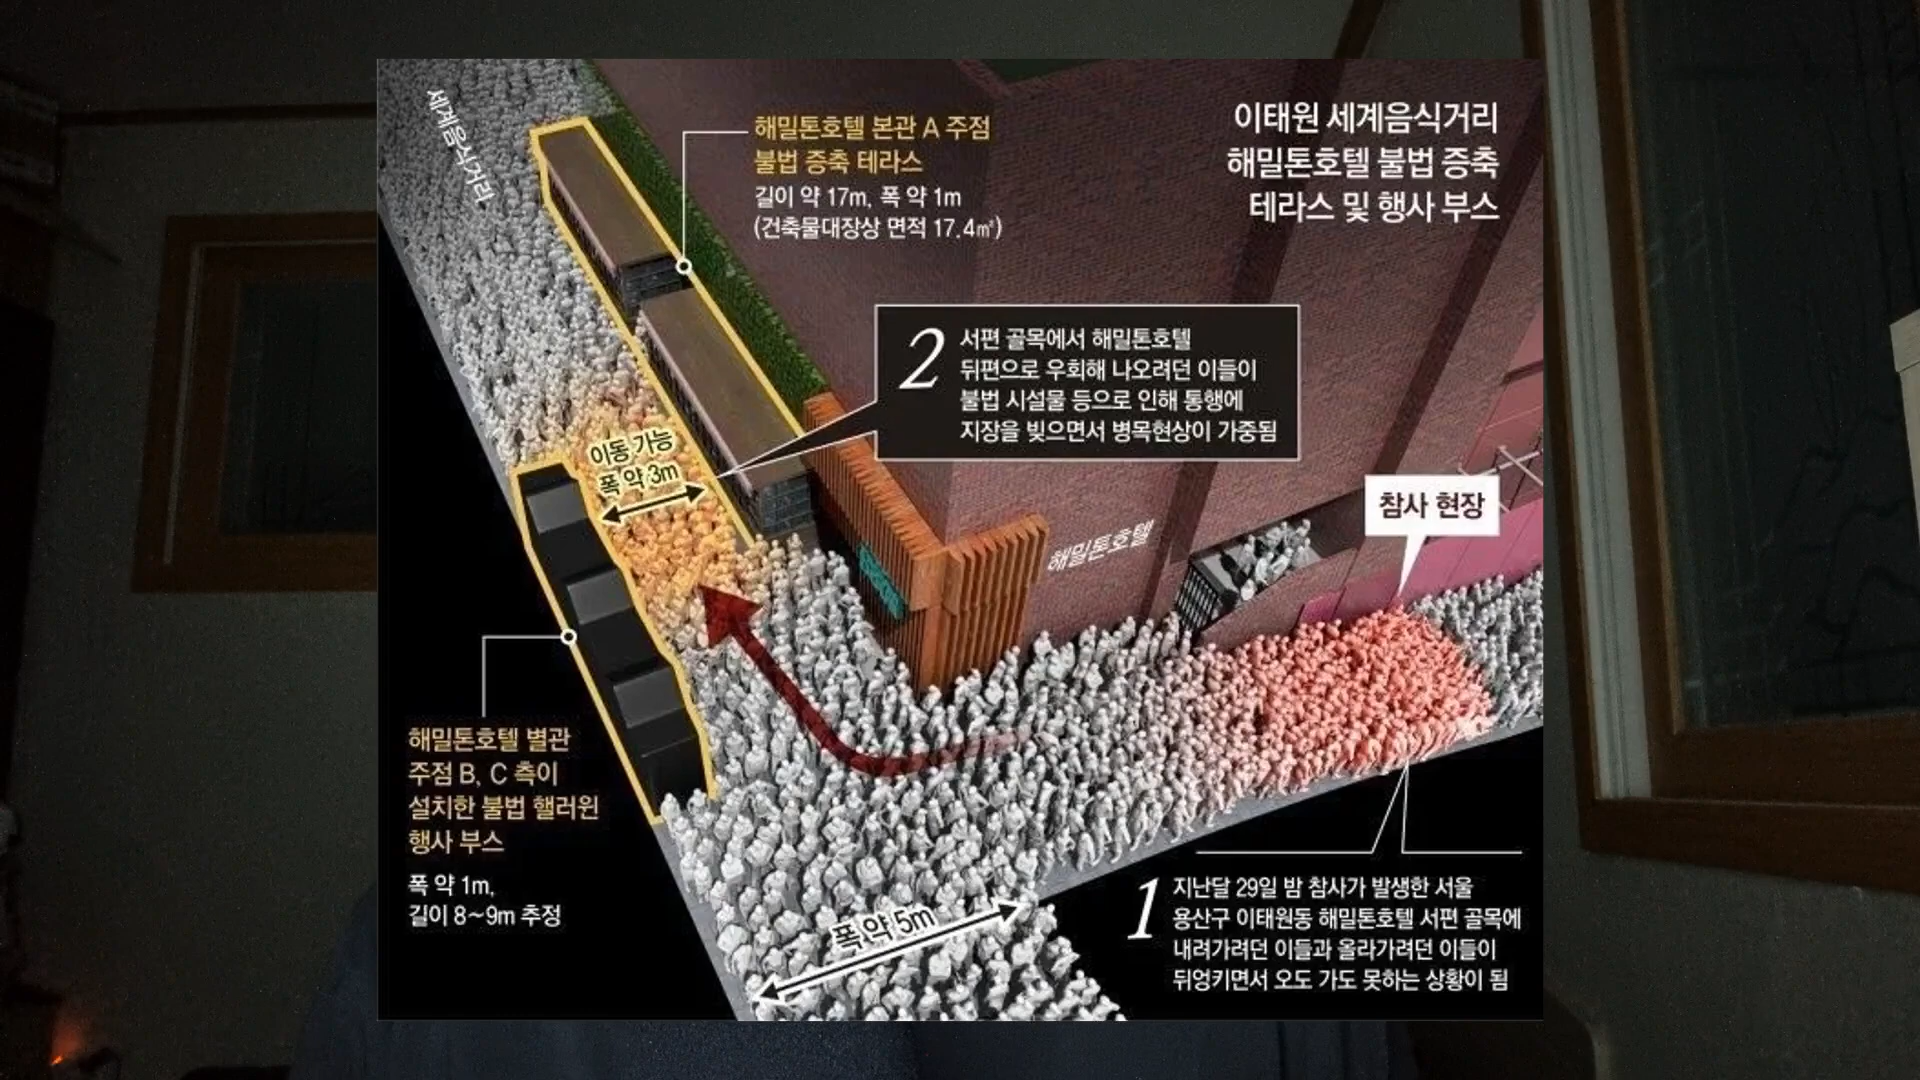 이태원 세계음식거리
해밀톤호텔 불법 증축
테라스 및 행사 부스
세계음식거리
해밀톤호텔 본관 A 주점
불법 증축 테라스
길이 약 17m, 폭 약 1m
(건축물대장상 면적 17.4㎡)
2
서편 골목에서 해밀톤호텔
뒤편으로 우회해 나오려던 이들이
불법 시설물 등으로 인해 통행에
지장을 빚으면서 병목현상이 가중됨
이동 가능
폭 약 3m
참사 현장
해밀톤호텔
해밀톤호텔 별관
주점 B, C 측이
설치한 불법 핼러윈
행사 부스
폭 약 1m,
길이 8~9m 추정
폭 약 5m
1
지난달 29일 밤 참사가 발생한 서울
용산구 이태원동 해밀톤호텔 서편 골목에
내려가려던 이들과 올라가려던 이들이
뒤엉키면서 오도 가도 못하는 상황이 됨